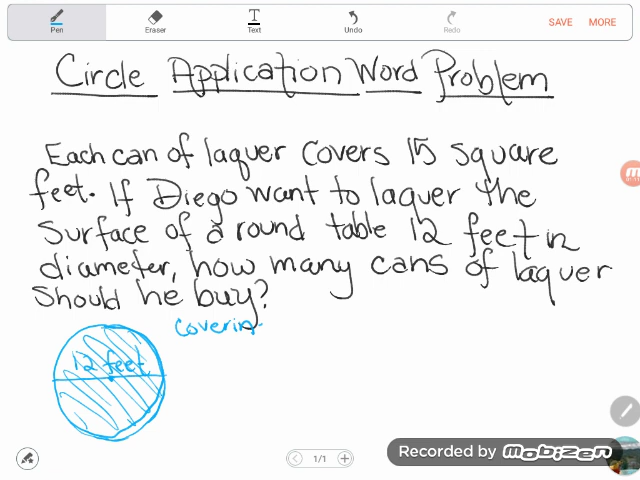 Pen Eraser Text Undo Redo SAVE MORE
Circle Application Word Problem
Each can of laquer covers 15 square
feet. If Diego want to laquer the
surface of a round table 12 feet in
diameter, how many cans of laquer
should he buy?
coverin
12 feet
1/1
Recorded by
MOBIZEN